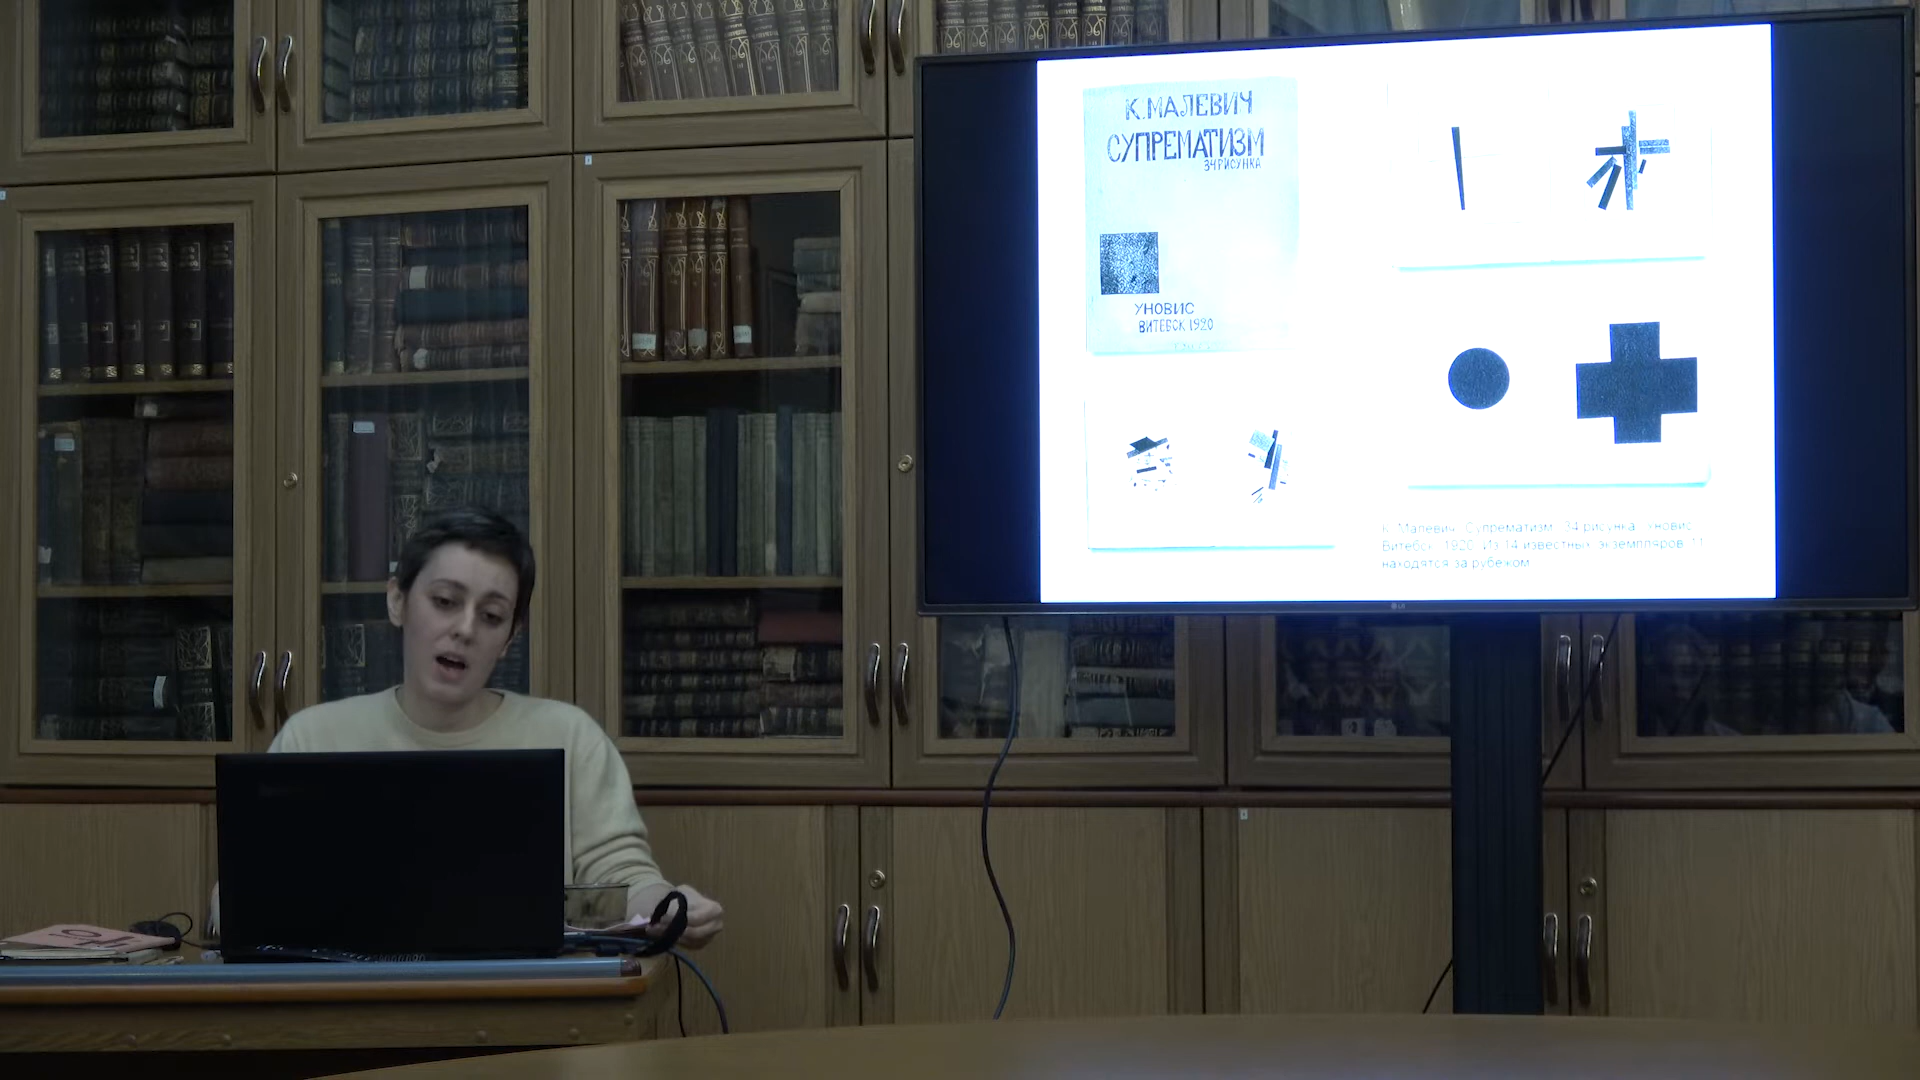 К. МАЛЕВИЧ
СУПРЕМАТИЗМ
34 РИСУНКА
УНОВИС
ВИТЕБСК 1920
К. Малевич. Супрематизм. 34 рисунка. Уновис.
Витебск. 1920. Из 14 известных экземпляров 11
находятся за рубежом
LG